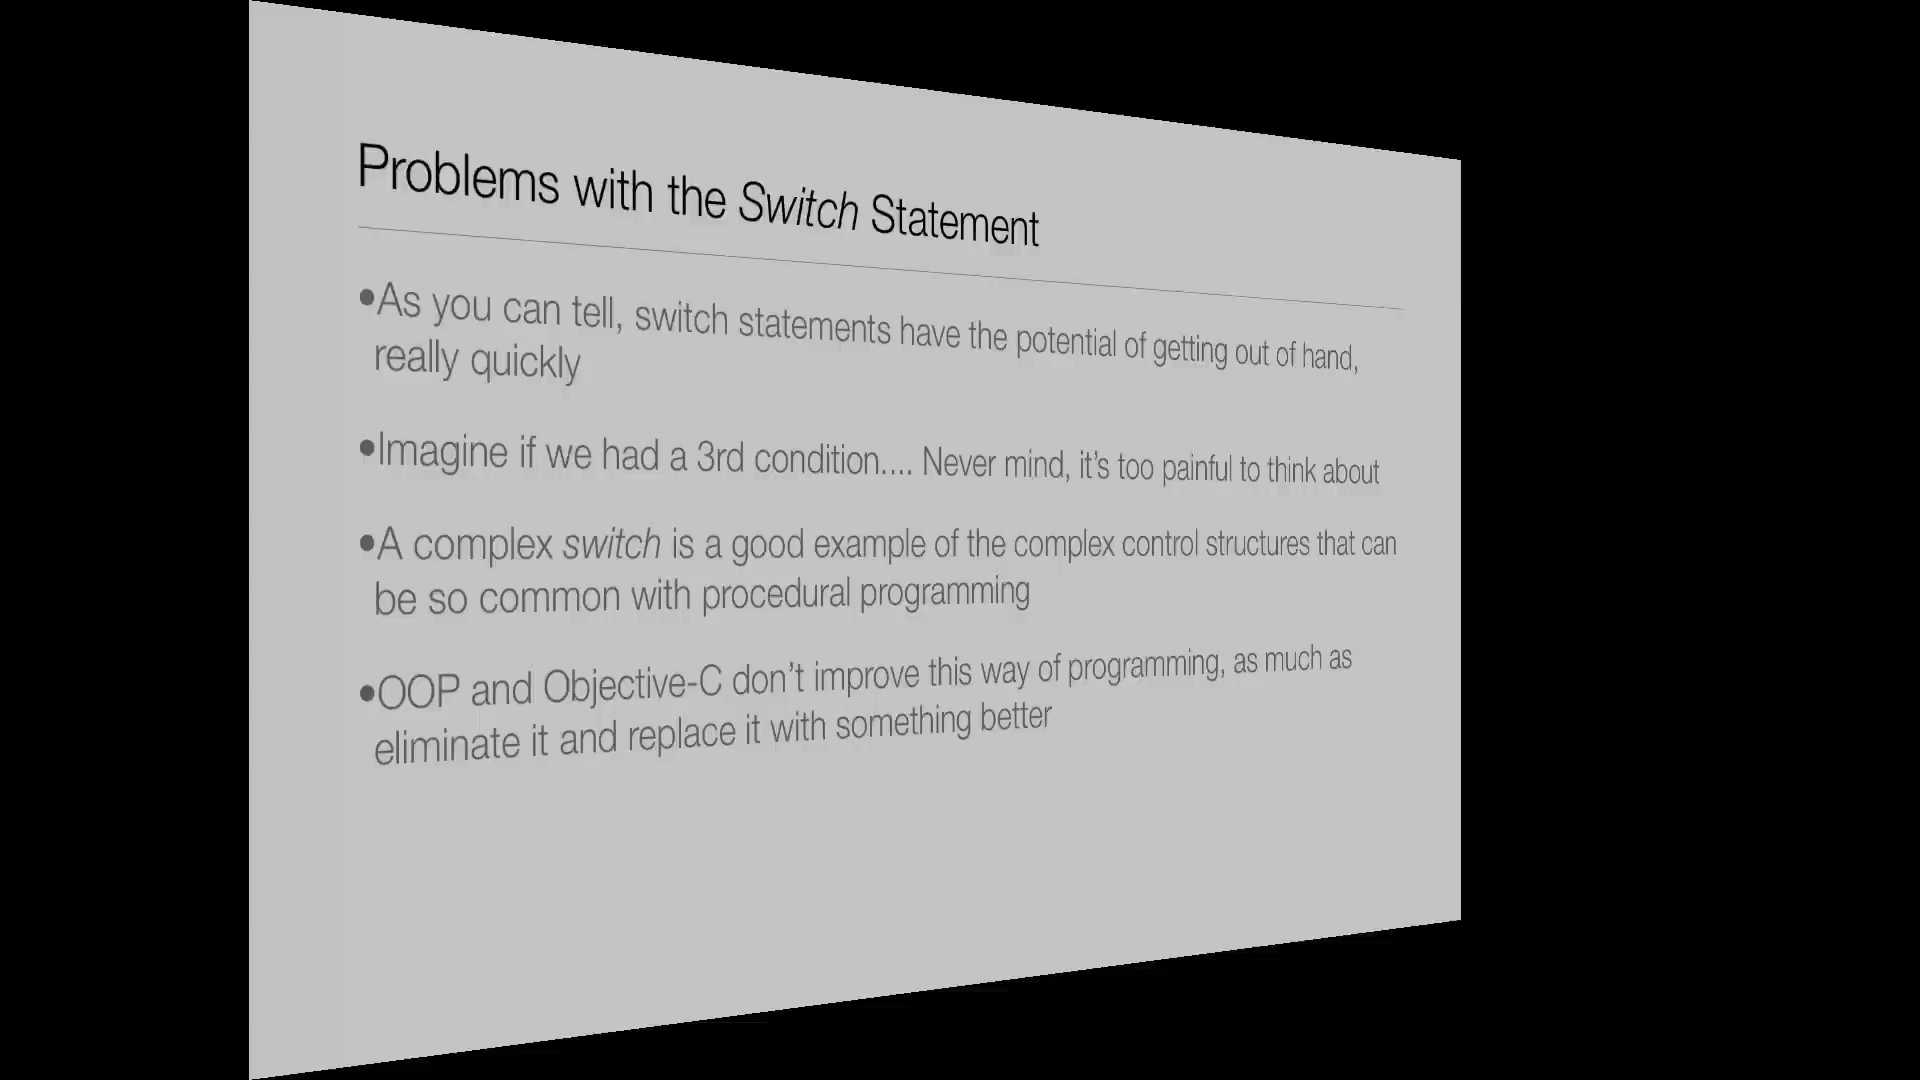 Problems with the Switch Statement
•As you can tell, switch statements have the potential of getting out of hand,
really quickly
•Imagine if we had a 3rd condition.... Never mind, it’s too painful to think about
•A complex switch is a good example of the complex control structures that can
be so common with procedural programming
•OOP and Objective-C don’t improve this way of programming, as much as
eliminate it and replace it with something better